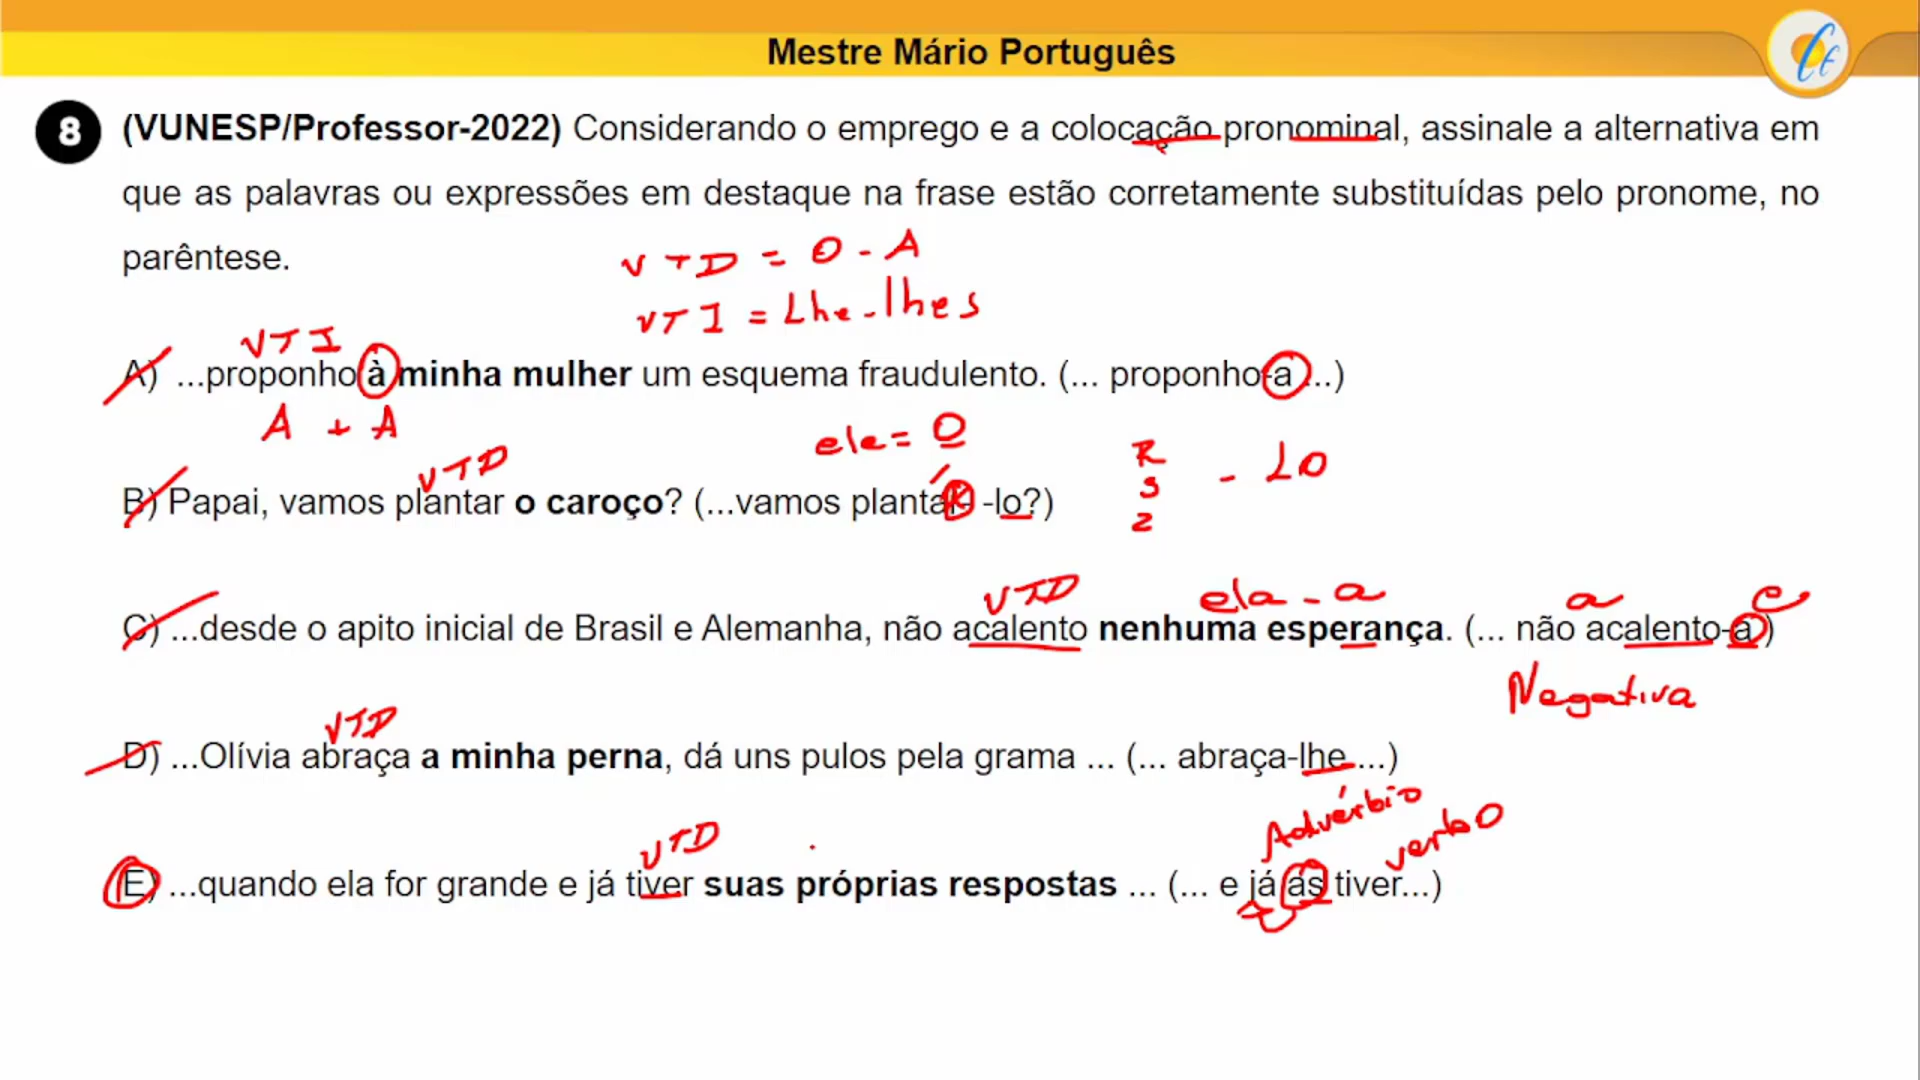 Mestre Mário Português
8 (VUNESP/Professor-2022) Considerando o emprego e a colocação pronominal, assinale a alternativa em
que as palavras ou expressões em destaque na frase estão corretamente substituídas pelo pronome, no
parêntese.
VTD = O - A
VTI = Lhe - lhes
VTI
A) ...proponho à minha mulher um esquema fraudulento. (... proponho-a ...)
A + A
ele = O
R
S - LO
Z
VTD
B) Papai, vamos plantar o caroço? (...vamos plantar -lo?)
VTD ela - a a e
C) ...desde o apito inicial de Brasil e Alemanha, não acalento nenhuma esperança. (... não acalento-a )
Negativa
VTD
D) ...Olívia abraça a minha perna, dá uns pulos pela grama ... (... abraça-lhe ...)
Advérbio
VTD verbo
E) ...quando ela for grande e já tiver suas próprias respostas ... (... e já as tiver...)